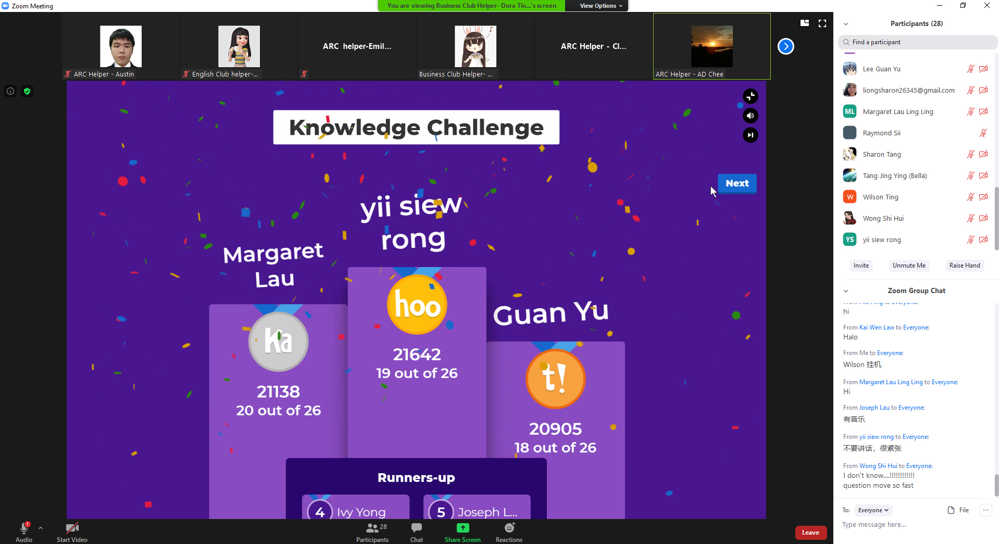 Zoom Meeting
You are viewing Business Club Helper- Dora Tio...'s screen
View Options
ARC Helper - Austin
English Club helper-...
ARC helper-Emil...
Business Club Helper- ...
ARC Helper - Cl...
ARC Helper - AD Chee
Knowledge Challenge
Next
yii siew
rong
Margaret
Lau
Guan Yu
ka
hoo
t!
21138
20 out of 26
21642
19 out of 26
20905
18 out of 26
Runners-up
4 Ivy Yong
5 Joseph L...
Audio
Start Video
28
Participants
Chat
Share Screen
Reactions
Leave
Participants (28)
Find a participant
Lee Guan Yu
liongsharon26345@gmail.com
ML Margaret Lau Ling Ling
Raymond Sii
Sharon Tang
Tang Jing Ying (Bella)
W Wilson Ting
Wong Shi Hui
YS yii siew rong
Invite
Unmute Me
Raise Hand
Zoom Group Chat
hi
From Kai Wen Law to Everyone:
Halo
From Me to Everyone:
Wilson 挂机
From Margaret Lau Ling Ling to Everyone:
Hi
From Joseph Lau to Everyone:
有音乐
From yii siew rong to Everyone:
不要讲话，很紧张
From Wong Shi Hui to Everyone:
I don't know....!!!!!!!!!!!!
question move so fast
To: Everyone
File
Type message here...